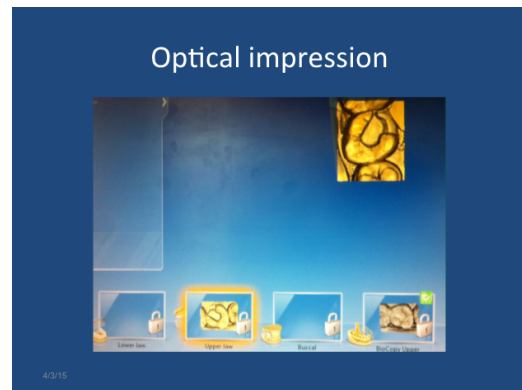 Optical impression
Lower Jaw
Upper Jaw
Buccal
BioCopy Upper
4/3/15